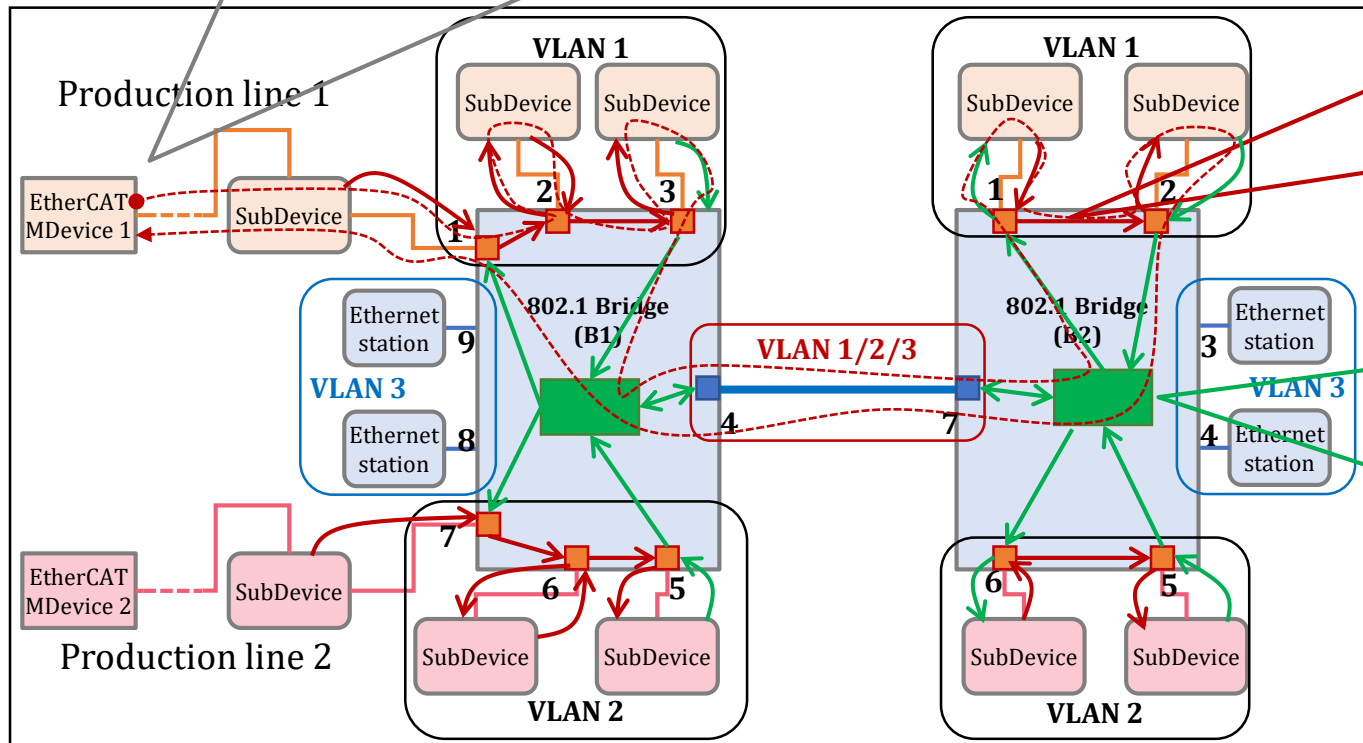 VLAN 1
VLAN 1
Production line 1
SubDevice
SubDevice
SubDevice
SubDevice
EtherCAT
MDevice 1
SubDevice
1
2
3
1
2
Ethernet
station
9
802.1 Bridge
(B1)
VLAN 1/2/3
802.1 Bridge
(B2)
3
Ethernet
station
VLAN 3
VLAN 3
Ethernet
station
8
4
7
4
Ethernet
station
EtherCAT
MDevice 2
SubDevice
7
6
5
6
5
Production line 2
SubDevice
SubDevice
SubDevice
SubDevice
VLAN 2
VLAN 2